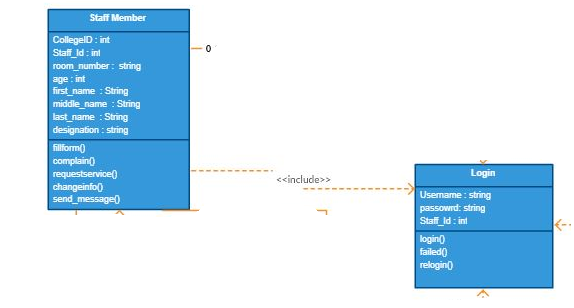 Staff Member
CollegeID : int
Staff_Id : int
room_number : string
age : int
first_name : String
middle_name : String
last_name : String
designation : string
fillform()
complain()
requestservice()
changeinfo()
send_message()
0
<<include>>
Login
Username : string
passowrd: string
Staff_Id : int
login()
failed()
relogin()